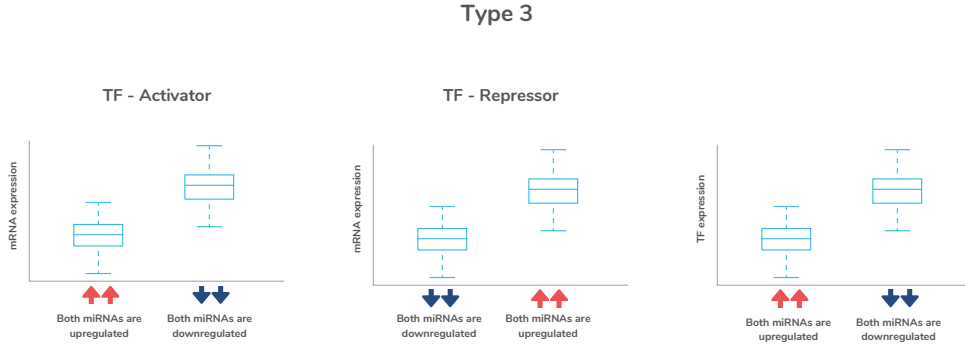 Type 3
TF - Activator
TF - Repressor
mRNA expression
Both miRNAs are
upregulated
Both miRNAs are
downregulated
mRNA expression
Both miRNAs are
downregulated
Both miRNAs are
upregulated
TF expression
Both miRNAs are
upregulated
Both miRNAs are
downregulated